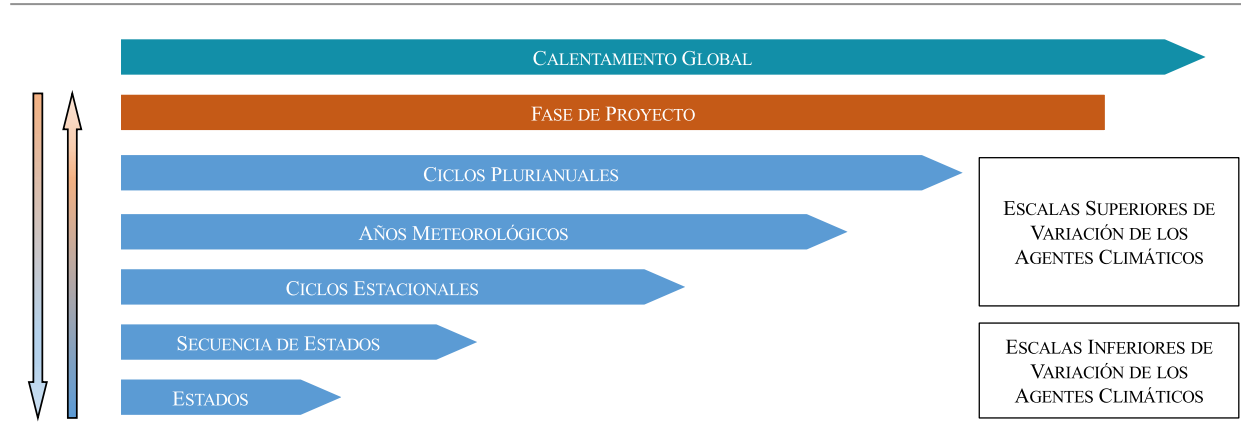 CALENTAMIENTO GLOBAL
FASE DE PROYECTO
CICLOS PLURIANUALES
AÑOS METEOROLÓGICOS
CICLOS ESTACIONALES
SECUENCIA DE ESTADOS
ESTADOS
ESCALAS SUPERIORES DE
VARIACIÓN DE LOS
AGENTES CLIMÁTICOS
ESCALAS INFERIORES DE
VARIACIÓN DE LOS
AGENTES CLIMÁTICOS